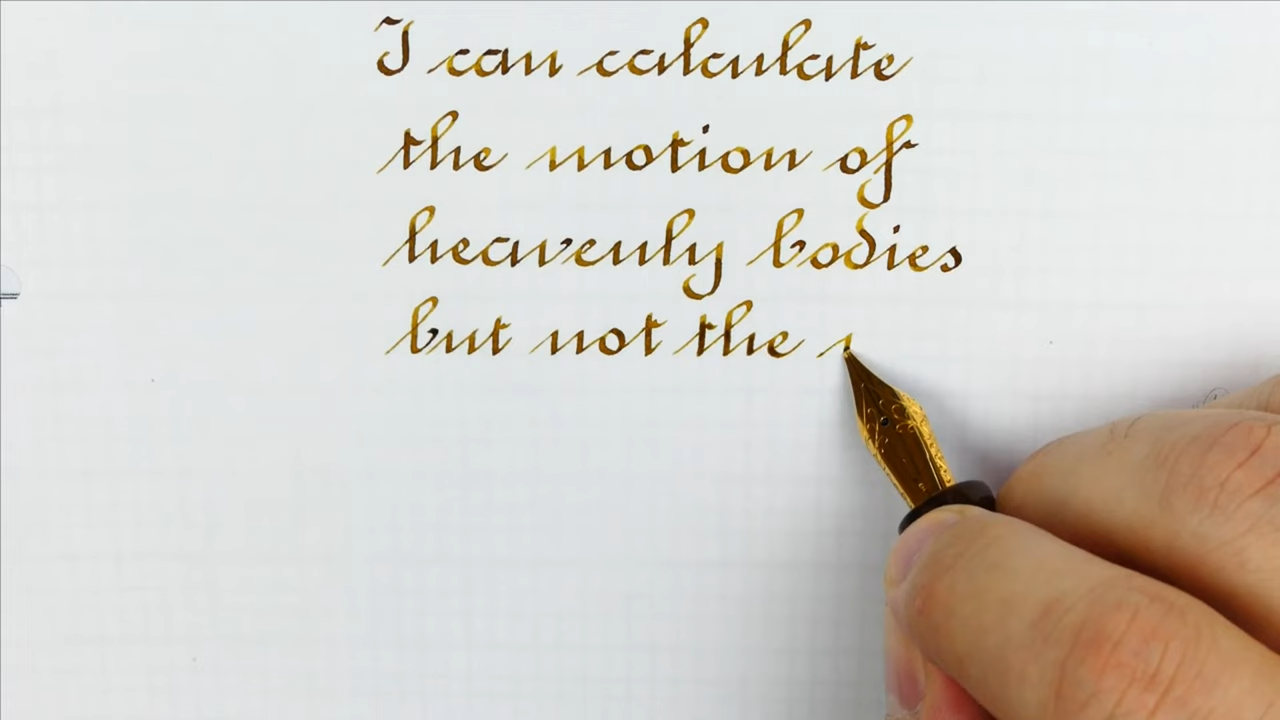 I can calculate
the motion of
heavenly bodies
but not the